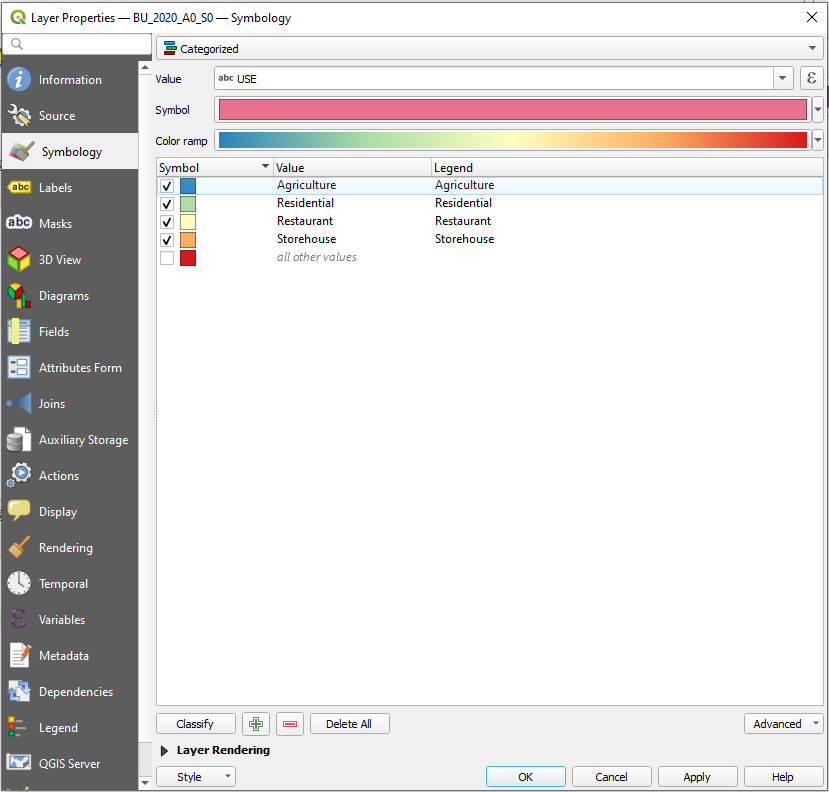 Layer Properties — BU_2020_A0_S0 — Symbology
Information
Source
Symbology
abc Labels
abc Masks
3D View
Diagrams
Fields
Attributes Form
Joins
Auxiliary Storage
Actions
Display
Rendering
Temporal
ε Variables
Metadata
Dependencies
Legend
QGIS Server
Categorized
Value abc USE ε
Symbol
Color ramp
Symbol Value Legend
Agriculture Agriculture
Residential Residential
Restaurant Restaurant
Storehouse Storehouse
all other values
Classify Delete All Advanced
Layer Rendering
Style OK Cancel Apply Help